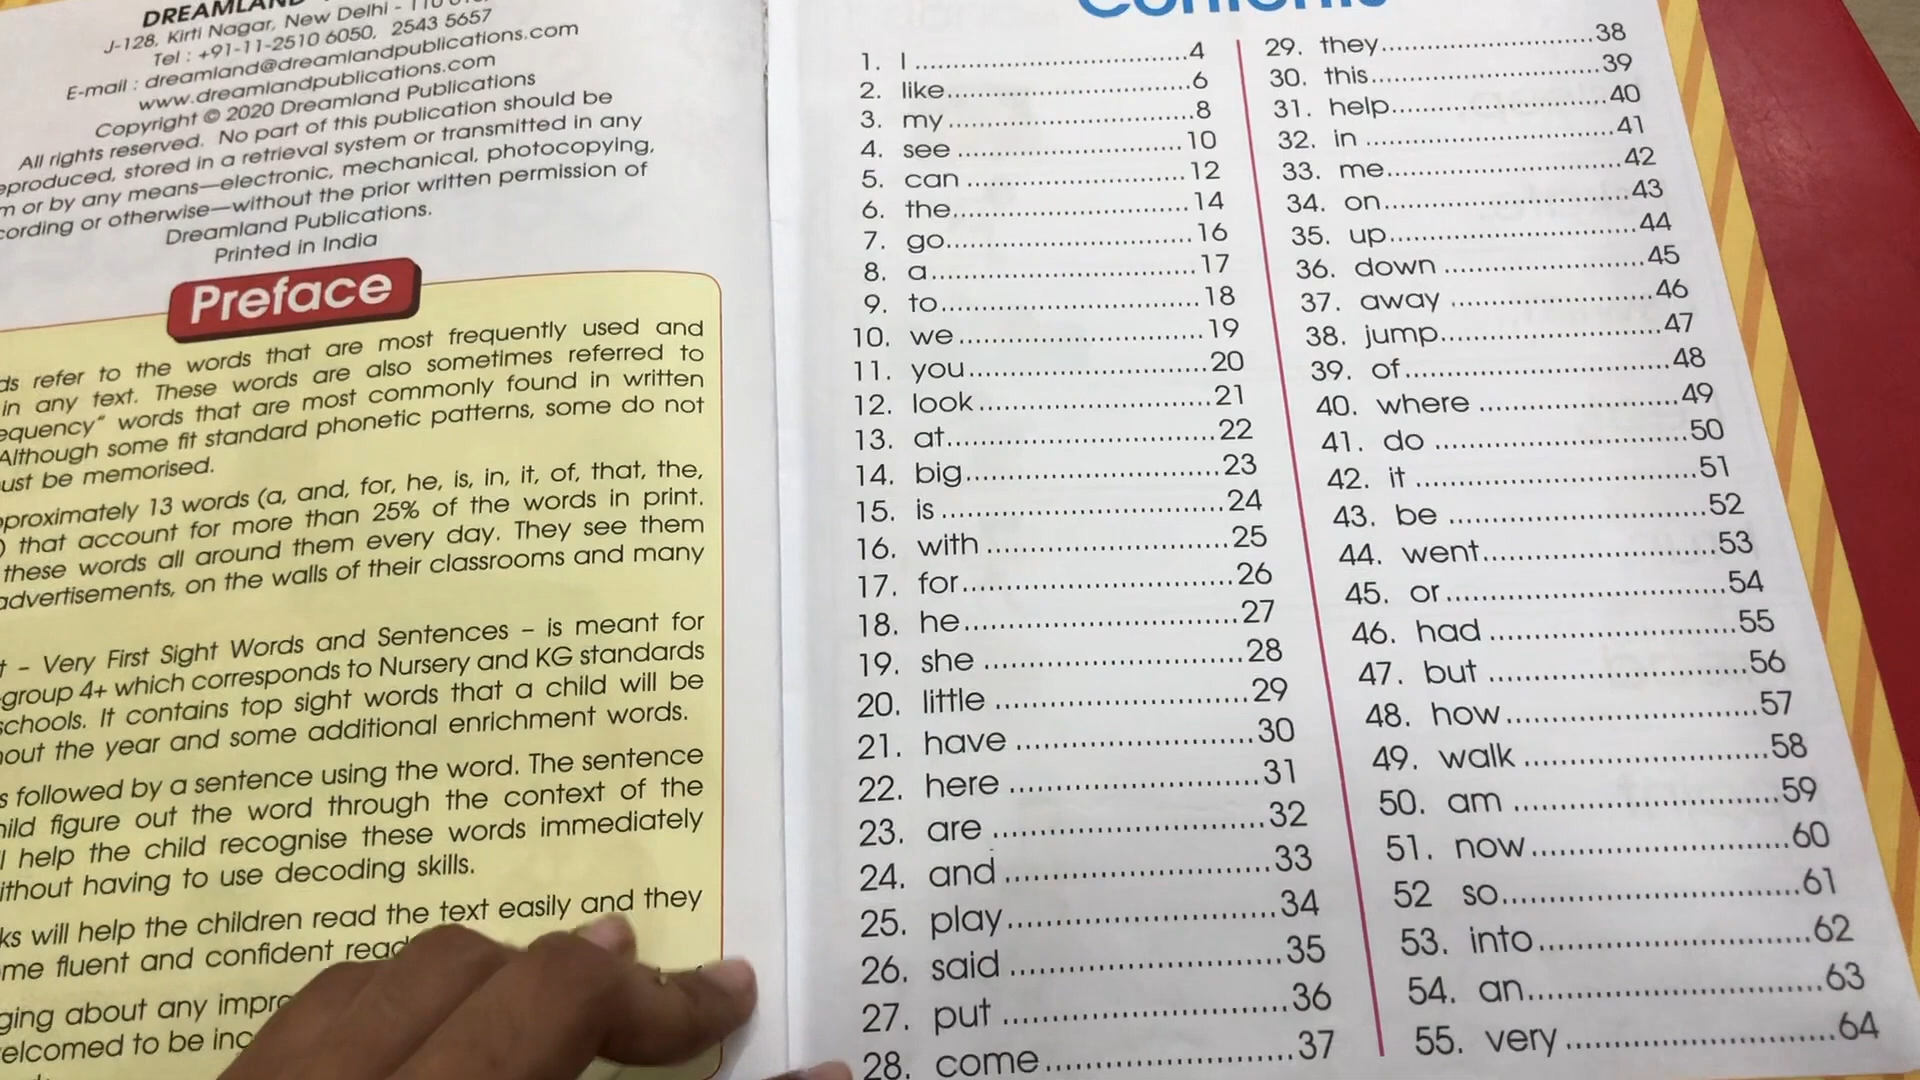 DREAMLAND
J-128, Kirti Nagar, New Delhi - 110
Tel : +91-11-2510 6050, 2543 5657
E-mail : dreamland@dreamlandpublications.com
www.dreamlandpublications.com
Copyright © 2020 Dreamland Publications
All rights reserved. No part of this publication should be
eproduced, stored in a retrieval system or transmitted in any
m or by any means—electronic, mechanical, photocopying,
cording or otherwise—without the prior written permission of
Dreamland Publications.
Printed in India
Preface
ds refer to the words that are most frequently used and
in any text. These words are also sometimes referred to
equency" words that are most commonly found in written
Although some fit standard phonetic patterns, some do not
ust be memorised.
proximately 13 words (a, and, for, he, is, in, it, of, that, the,
) that account for more than 25% of the words in print.
these words all around them every day. They see them
advertisements, on the walls of their classrooms and many
t – Very First Sight Words and Sentences – is meant for
-group 4+ which corresponds to Nursery and KG standards
schools. It contains top sight words that a child will be
hout the year and some additional enrichment words.
s followed by a sentence using the word. The sentence
hild figure out the word through the context of the
l help the child recognise these words immediately
ithout having to use decoding skills.
ks will help the children read the text easily and they
me fluent and confident read
ging about any impro
elcomed to be inc
Contents
1. I ..... 4
2. like ..... 6
3. my ..... 8
4. see ..... 10
5. can ..... 12
6. the ..... 14
7. go ..... 16
8. a ..... 17
9. to ..... 18
10. we ..... 19
11. you ..... 20
12. look ..... 21
13. at ..... 22
14. big ..... 23
15. is ..... 24
16. with ..... 25
17. for ..... 26
18. he ..... 27
19. she ..... 28
20. little ..... 29
21. have ..... 30
22. here ..... 31
23. are ..... 32
24. and ..... 33
25. play ..... 34
26. said ..... 35
27. put ..... 36
28. come ..... 37
29. they ..... 38
30. this ..... 39
31. help ..... 40
32. in ..... 41
33. me ..... 42
34. on ..... 43
35. up ..... 44
36. down ..... 45
37. away ..... 46
38. jump ..... 47
39. of ..... 48
40. where ..... 49
41. do ..... 50
42. it ..... 51
43. be ..... 52
44. went ..... 53
45. or ..... 54
46. had ..... 55
47. but ..... 56
48. how ..... 57
49. walk ..... 58
50. am ..... 59
51. now ..... 60
52 so ..... 61
53. into ..... 62
54. an ..... 63
55. very ..... 64